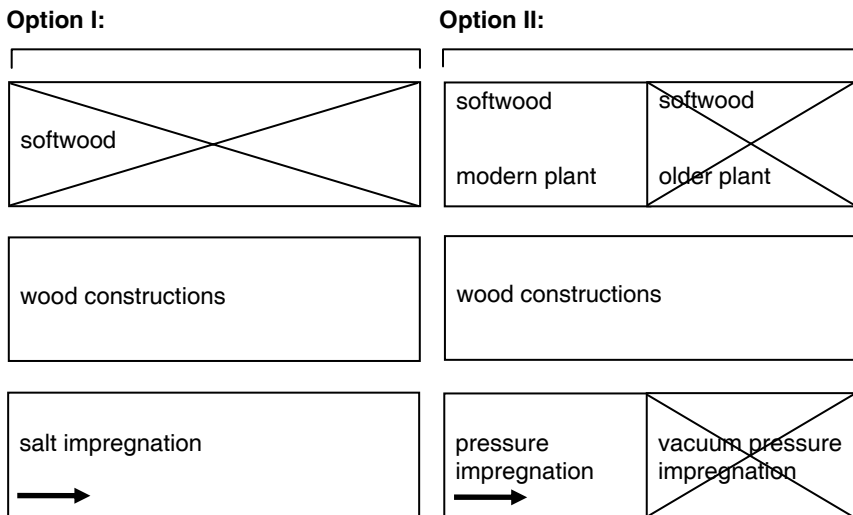 Option I:
Option II:
softwood
softwood
softwood
modern plant
older plant
wood constructions
wood constructions
salt impregnation
pressure
impregnation
vacuum pressure
impregnation